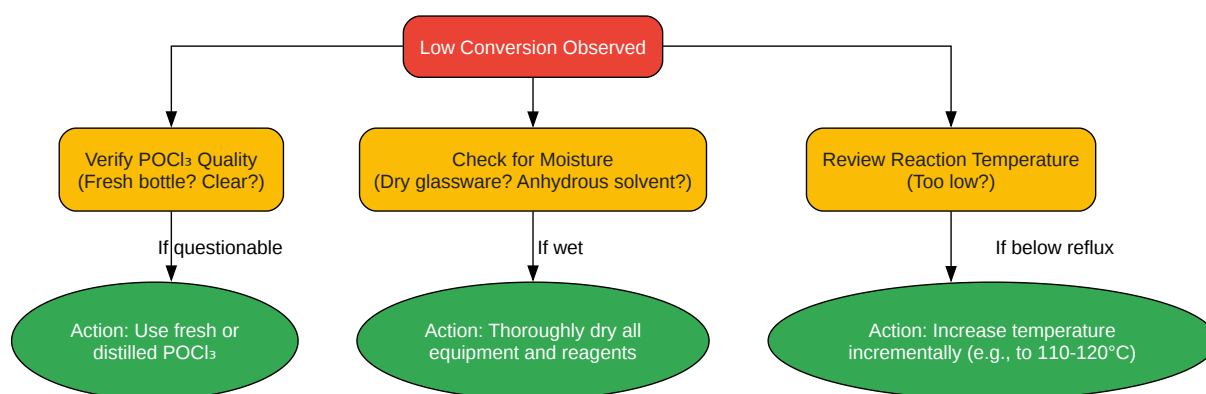 Low Conversion Observed
Verify POCl₃ Quality
(Fresh bottle? Clear?)
Check for Moisture
(Dry glassware? Anhydrous solvent?)
Review Reaction Temperature
(Too low?)
If questionable
If wet
If below reflux
Action: Use fresh or
distilled POCl₃
Action: Thoroughly dry all
equipment and reagents
Action: Increase temperature
incrementally (e.g., to 110-120°C)